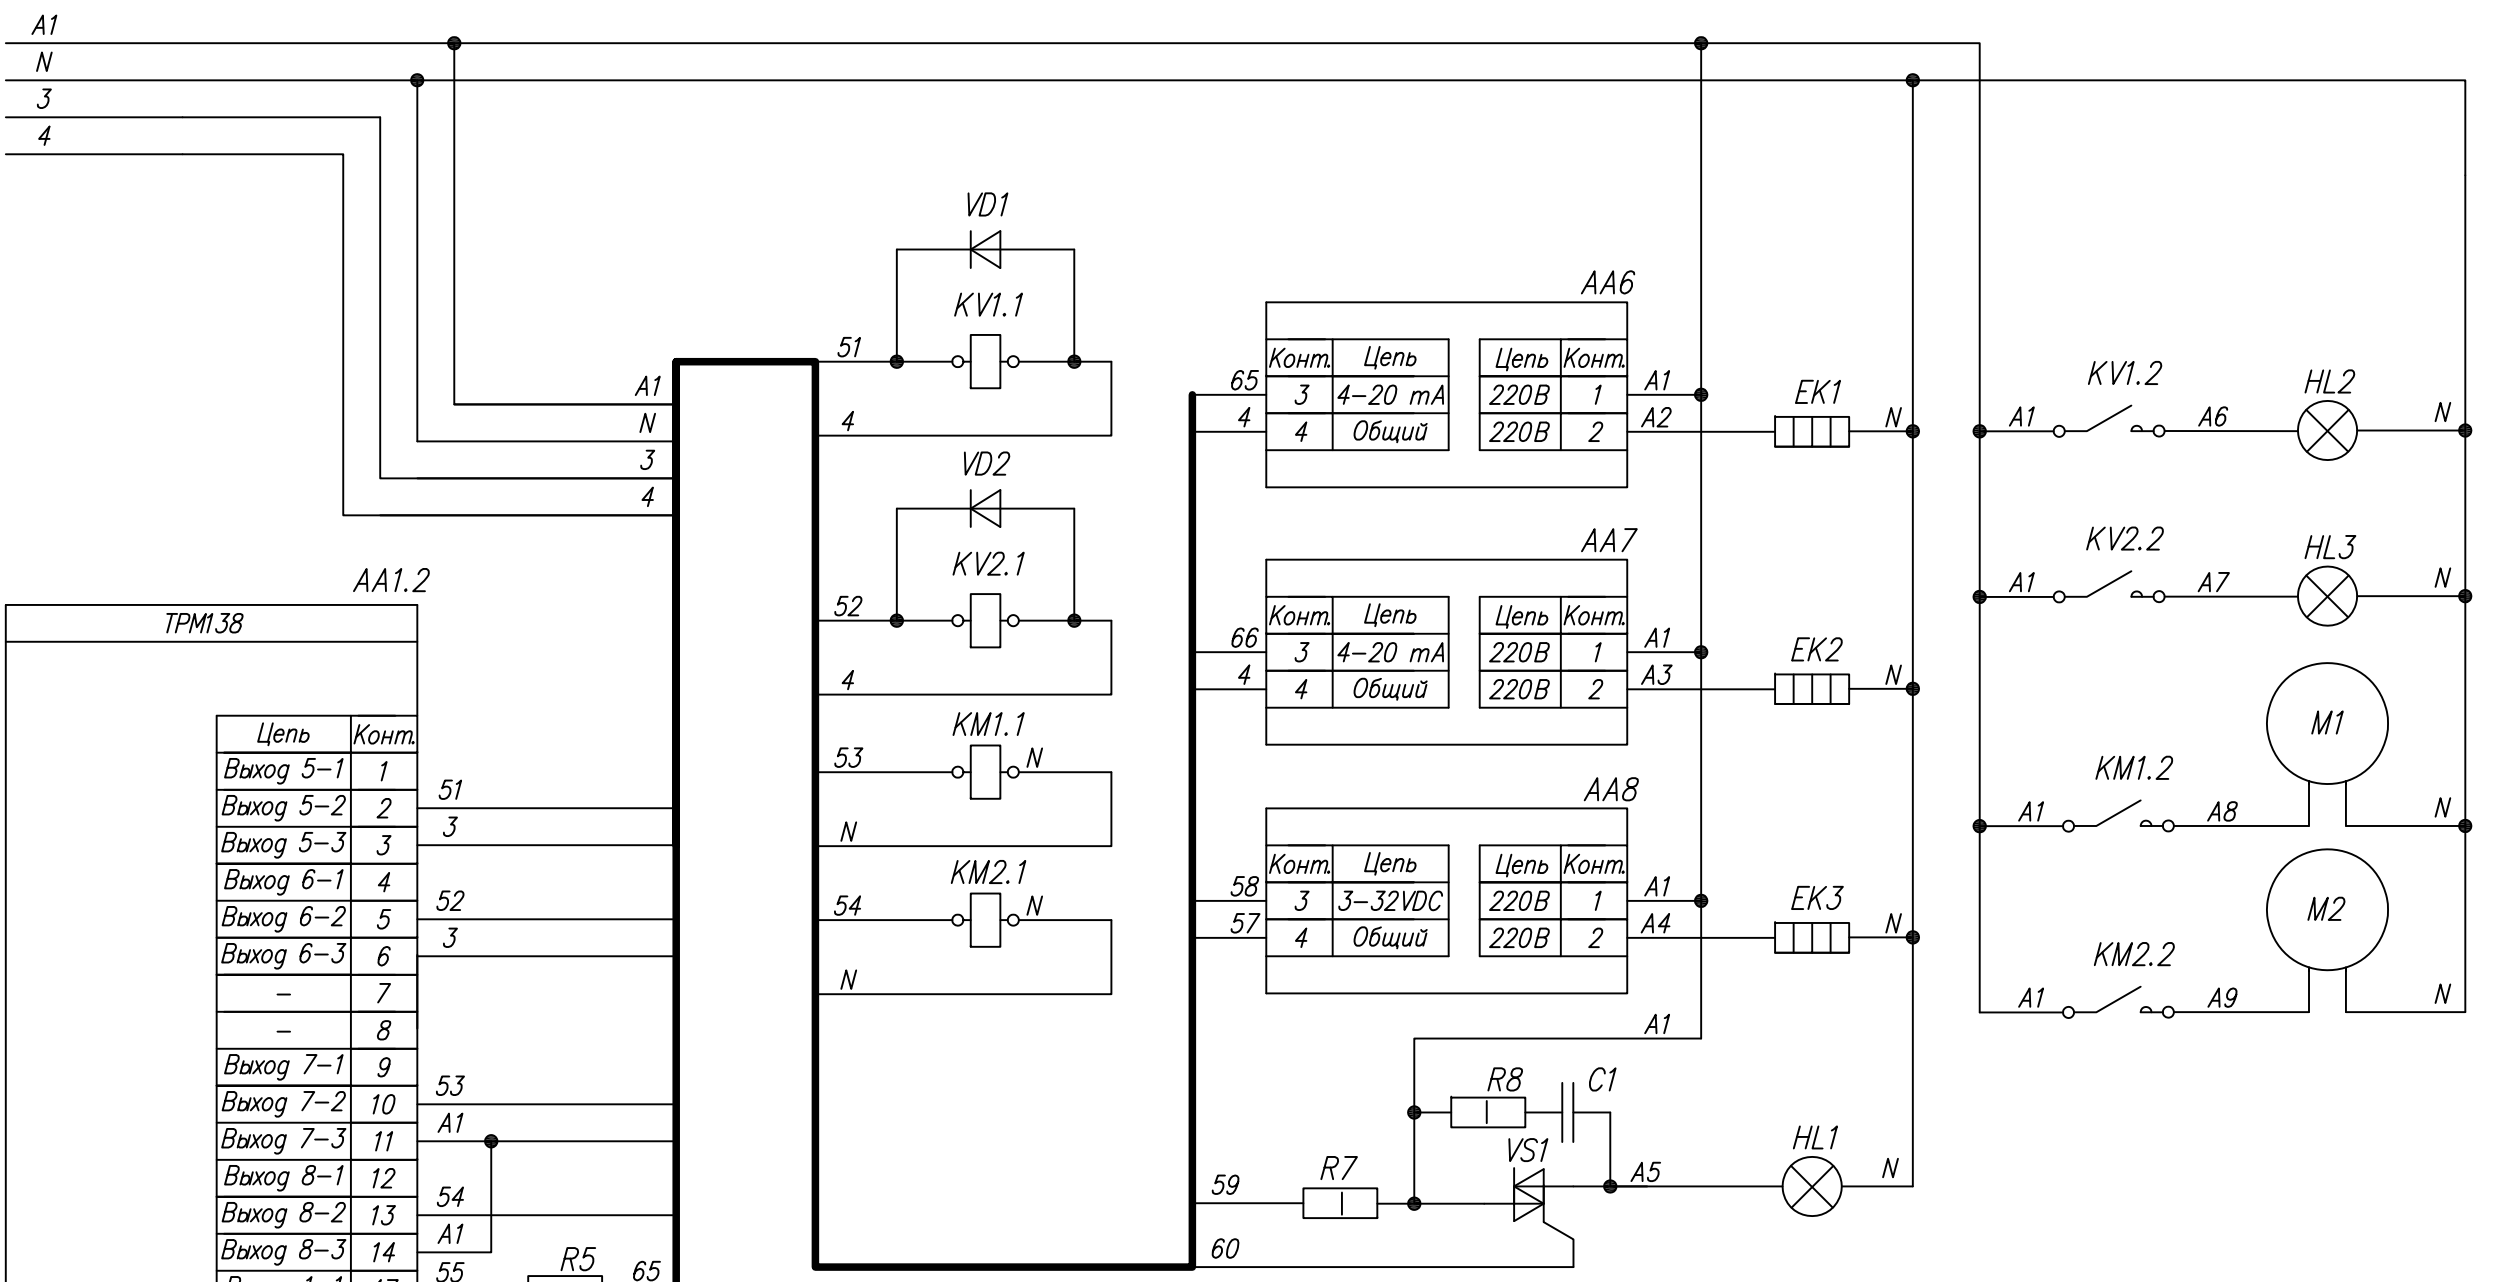 A1
N
3
4
VD1
KV1.1
51
4
A1
N
3
4
VD2
KV2.1
52
4
KM1.1
53
N
N
KM2.1
54
N
N
AA1.2
ТРМ138
Цепь Конт.
Выход 5-1 1
Выход 5-2 2 51
Выход 5-3 3 3
Выход 6-1 4
Выход 6-2 5 52
Выход 6-3 6 3
- 7
- 8
Выход 7-1 9
Выход 7-2 10 53
Выход 7-3 11 A1
Выход 8-1 12
Выход 8-2 13 54
Выход 8-3 14 A1
55
R5
65
AA6
Конт. Цепь Цепь Конт.
65 3 4-20 mA 220В 1 A1
4 4 Общий 220В 2 A2
EK1
N
AA7
Конт. Цепь Цепь Конт.
66 3 4-20 mA 220В 1 A1
4 4 Общий 220В 2 A3
EK2
N
AA8
Конт. Цепь Цепь Конт.
58 3 3-32VDC 220В 1 A1
57 4 Общий 220В 2 A4
EK3
N
A1
R8 C1
VS1
R7
59
60
A5
HL1
N
KV1.2 HL2
A1 A6 N
KV2.2 HL3
A1 A7 N
M1
KM1.2
A1 A8 N
M2
KM2.2
A1 A9 N